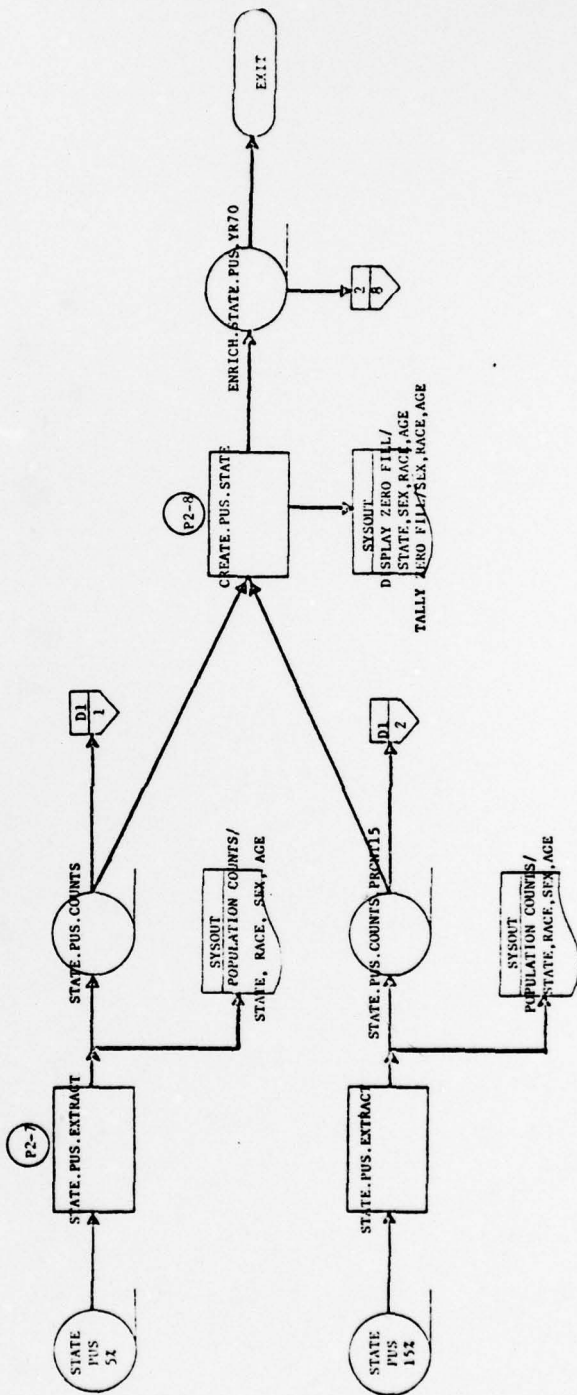 STATE
PUS
5%
P2-7
STATE.PUS.EXTRACT
SYSOUT
POPULATION COUNTS/
STATE, RACE, SEX, AGE
STATE.PUS.COUNTS
D1
1
STATE
PUS
15%
STATE.PUS.EXTRACT
SYSOUT
POPULATION COUNTS/
STATE,RACE,SEX,AGE
STATE.PUS.COUNTS.PRCNT15
D1
2
P2-8
CREATE.PUS.STATE
SYSOUT
DISPLAY ZERO FILL/
STATE,SEX,RACE,AGE
TALLY ZERO FILL/SEX,RACE,AGE
ENRICH.STATE.PUS.YR70
2
8
EXIT